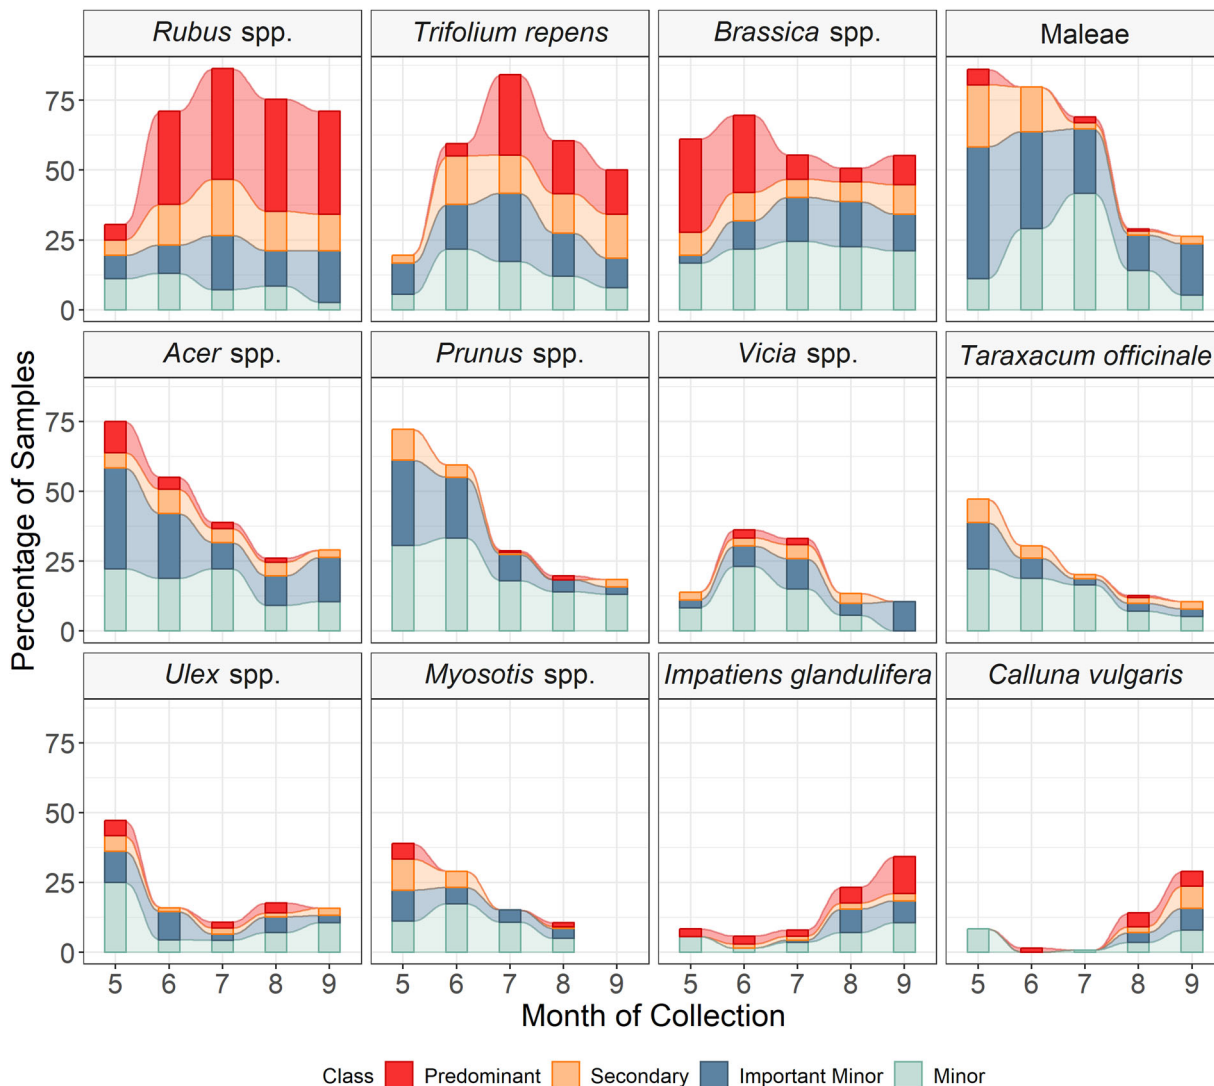 Rubus spp.
Trifolium repens
Brassica spp.
Maleae
75
50
25
0
Acer spp.
Prunus spp.
Vicia spp.
Taraxacum officinale
75
50
25
0
Ulex spp.
Myosotis spp.
Impatiens glandulifera
Calluna vulgaris
75
50
25
0
Percentage of Samples
5 6 7 8 9
5 6 7 8 9
5 6 7 8 9
5 6 7 8 9
Month of Collection
Class Predominant Secondary Important Minor Minor